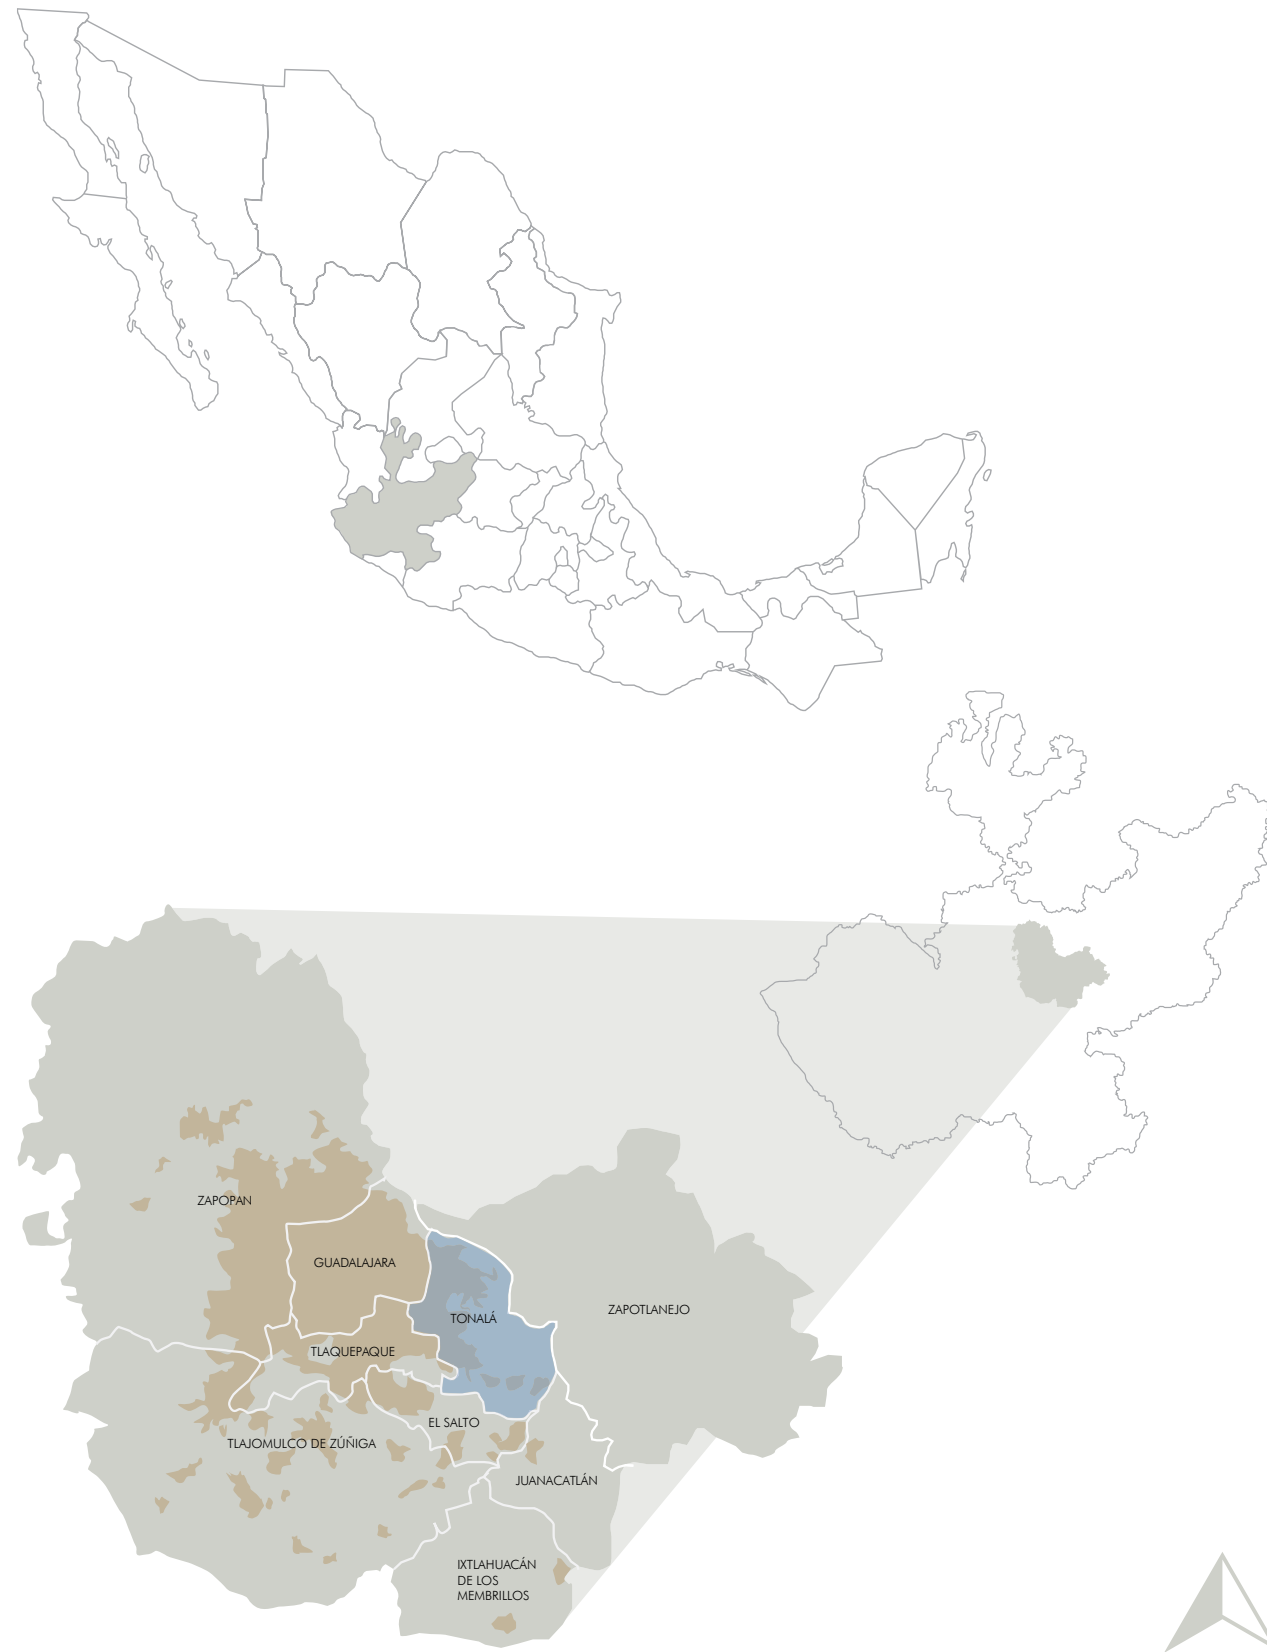 ZAPOPAN
GUADALAJARA
TONALÁ
ZAPOTLANEJO
TLAQUEPAQUE
EL SALTO
TLAJOMULCO DE ZÚÑIGA
JUANACATLÁN
IXTLAHUACÁN
DE LOS
MEMBRILLOS